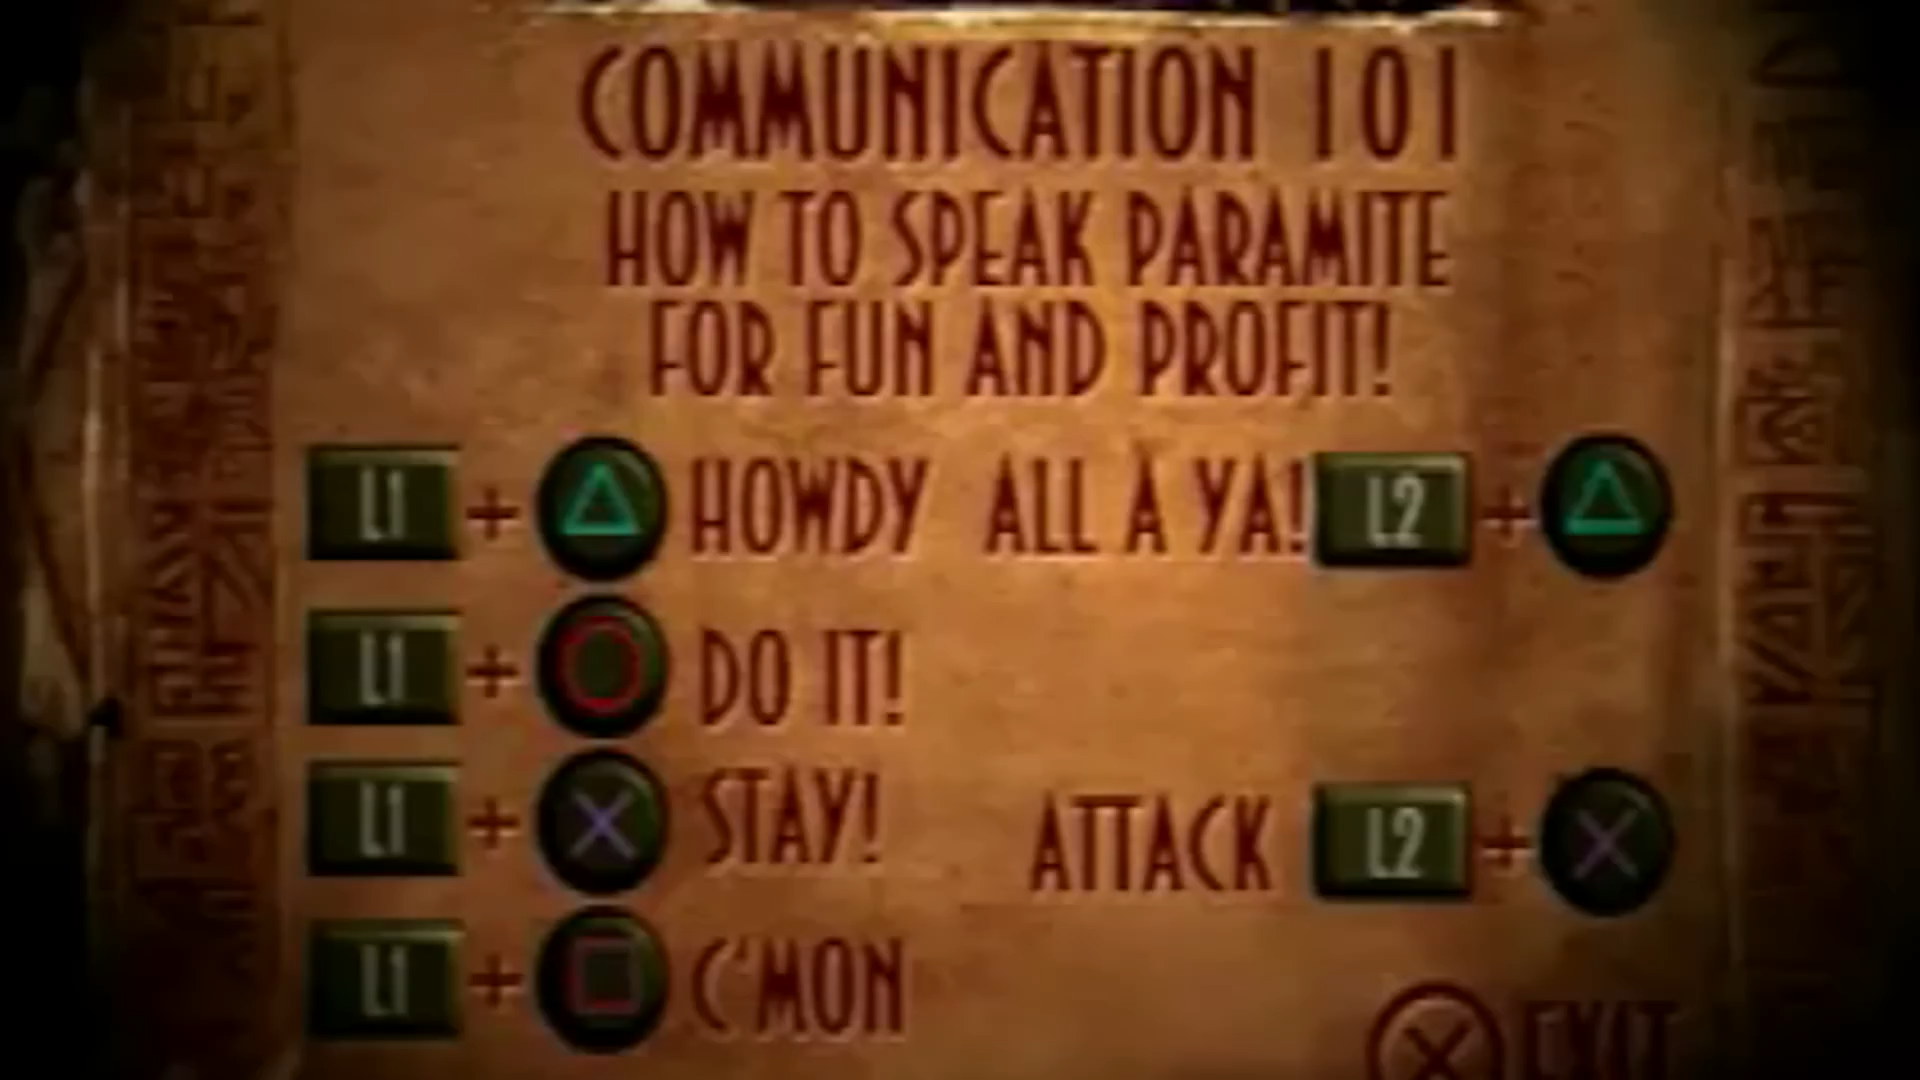 COMMUNICATION 101
HOW TO SPEAK PARAMITE
FOR FUN AND PROFIT!
L1 + HOWDY ALL A YA! L2 +
L1 + DO IT!
L1 + STAY! ATTACK L2 +
L1 + C'MON
EXIT